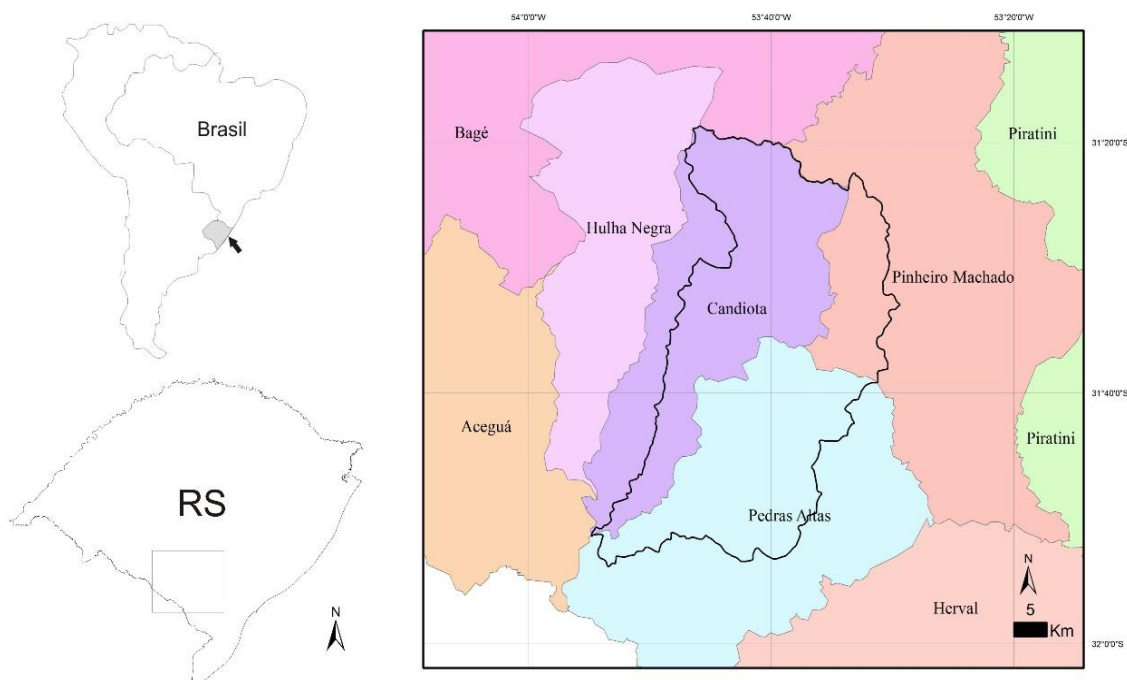 Brasil
RS
N
54°0'0"W
53°40'0"W
53°20'0"W
Bagé
Piratini
31°20'0"S
Hulha Negra
Pinheiro Machado
Candiota
31°40'0"S
Aceguá
Piratini
Pedras Altas
N
Herval
5
Km
32°0'0"S